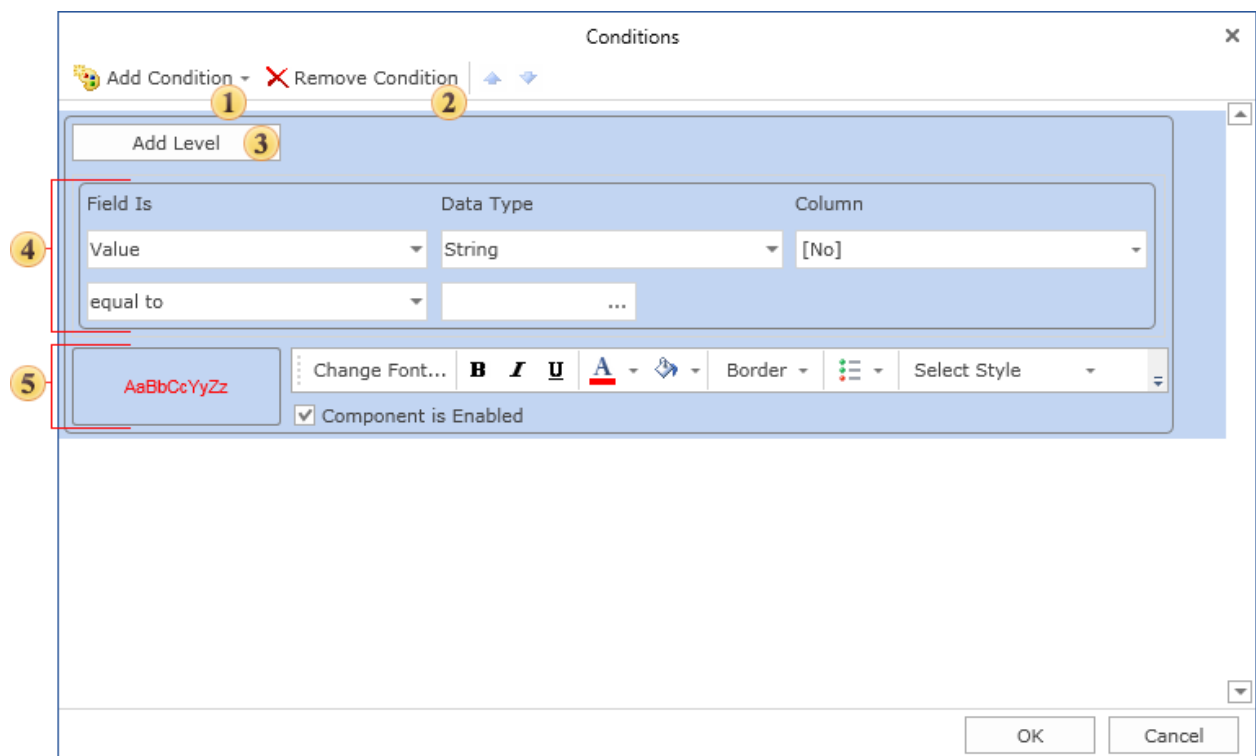 Conditions
Add Condition Remove Condition
1 2
Add Level 3
Field Is Data Type Column
4
Value String [No]
equal to ...
5
AaBbCcYyZz Change Font... B I U A Border Select Style
Component is Enabled
OK Cancel